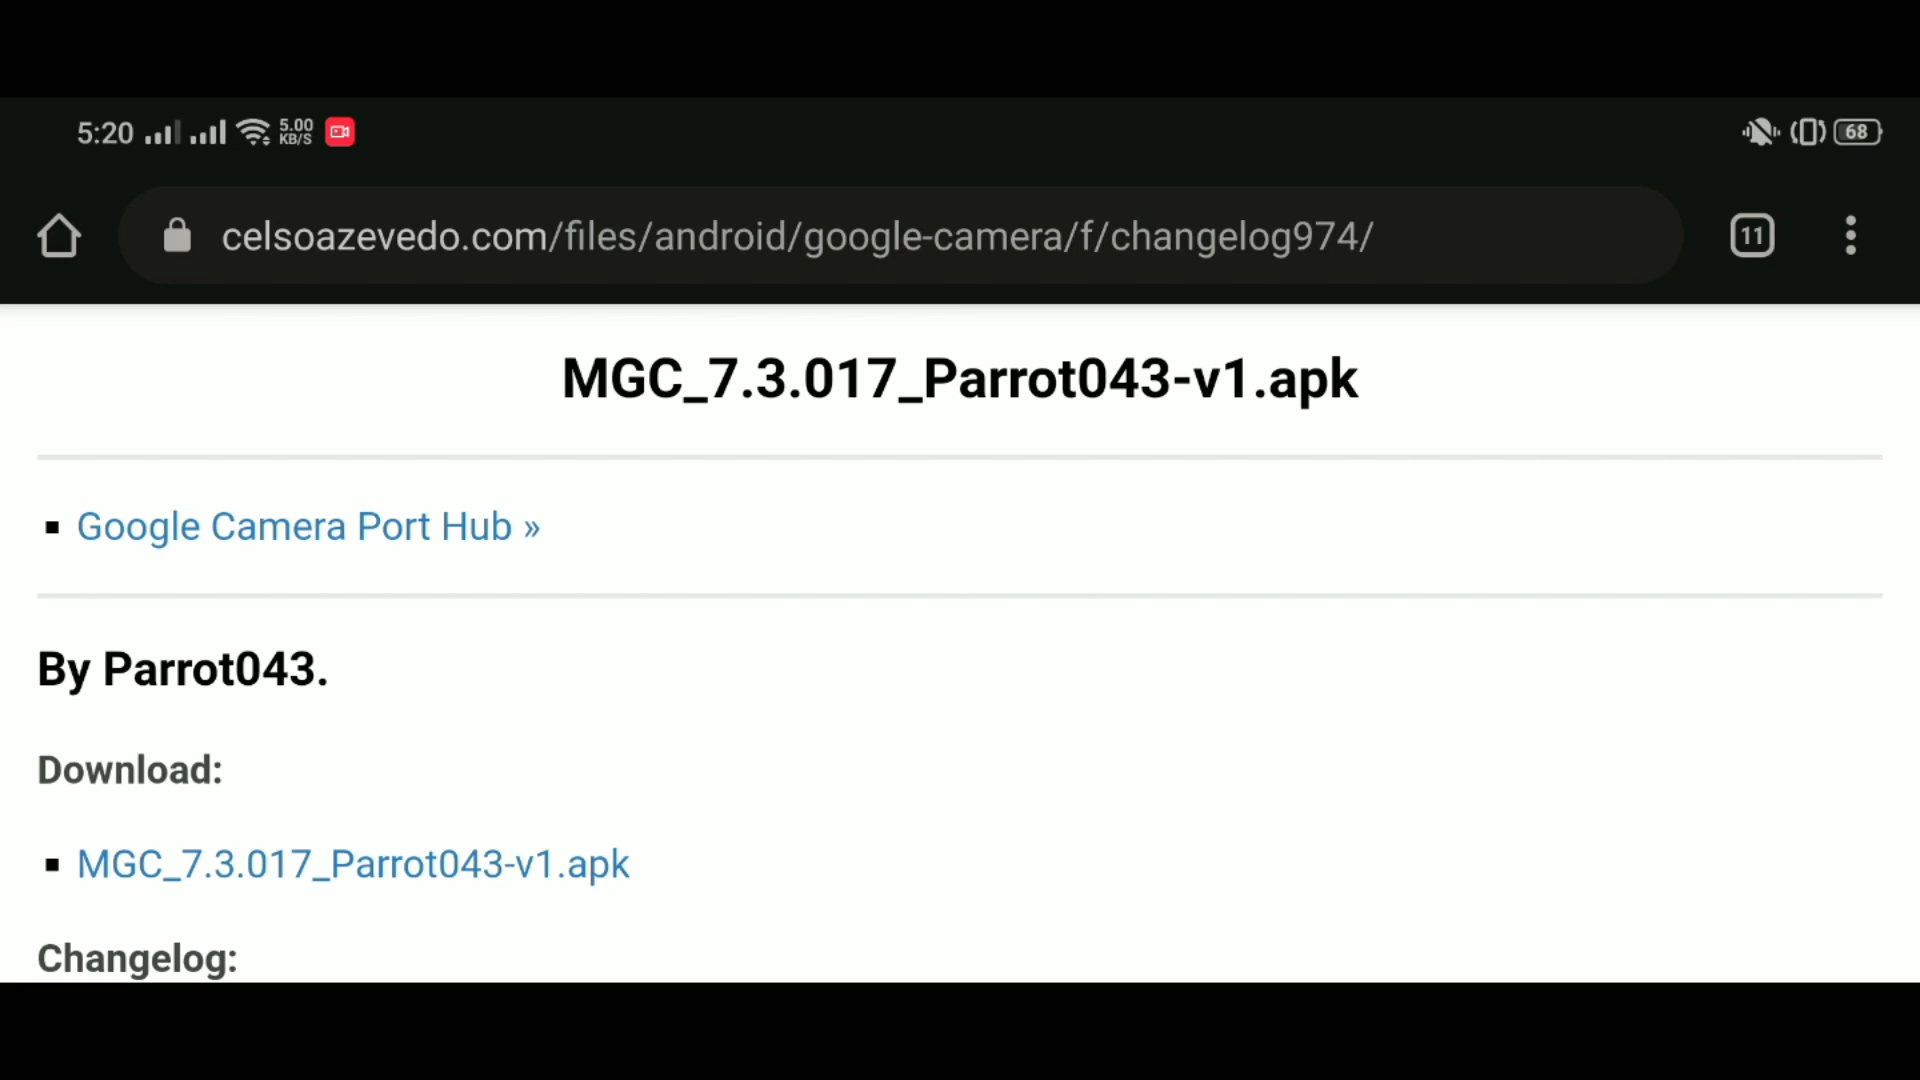 5:20 5.00 KB/S 68
celsoazevedo.com/files/android/google-camera/f/changelog974/ 11
MGC_7.3.017_Parrot043-v1.apk
Google Camera Port Hub »
By Parrot043.
Download:
MGC_7.3.017_Parrot043-v1.apk
Changelog: